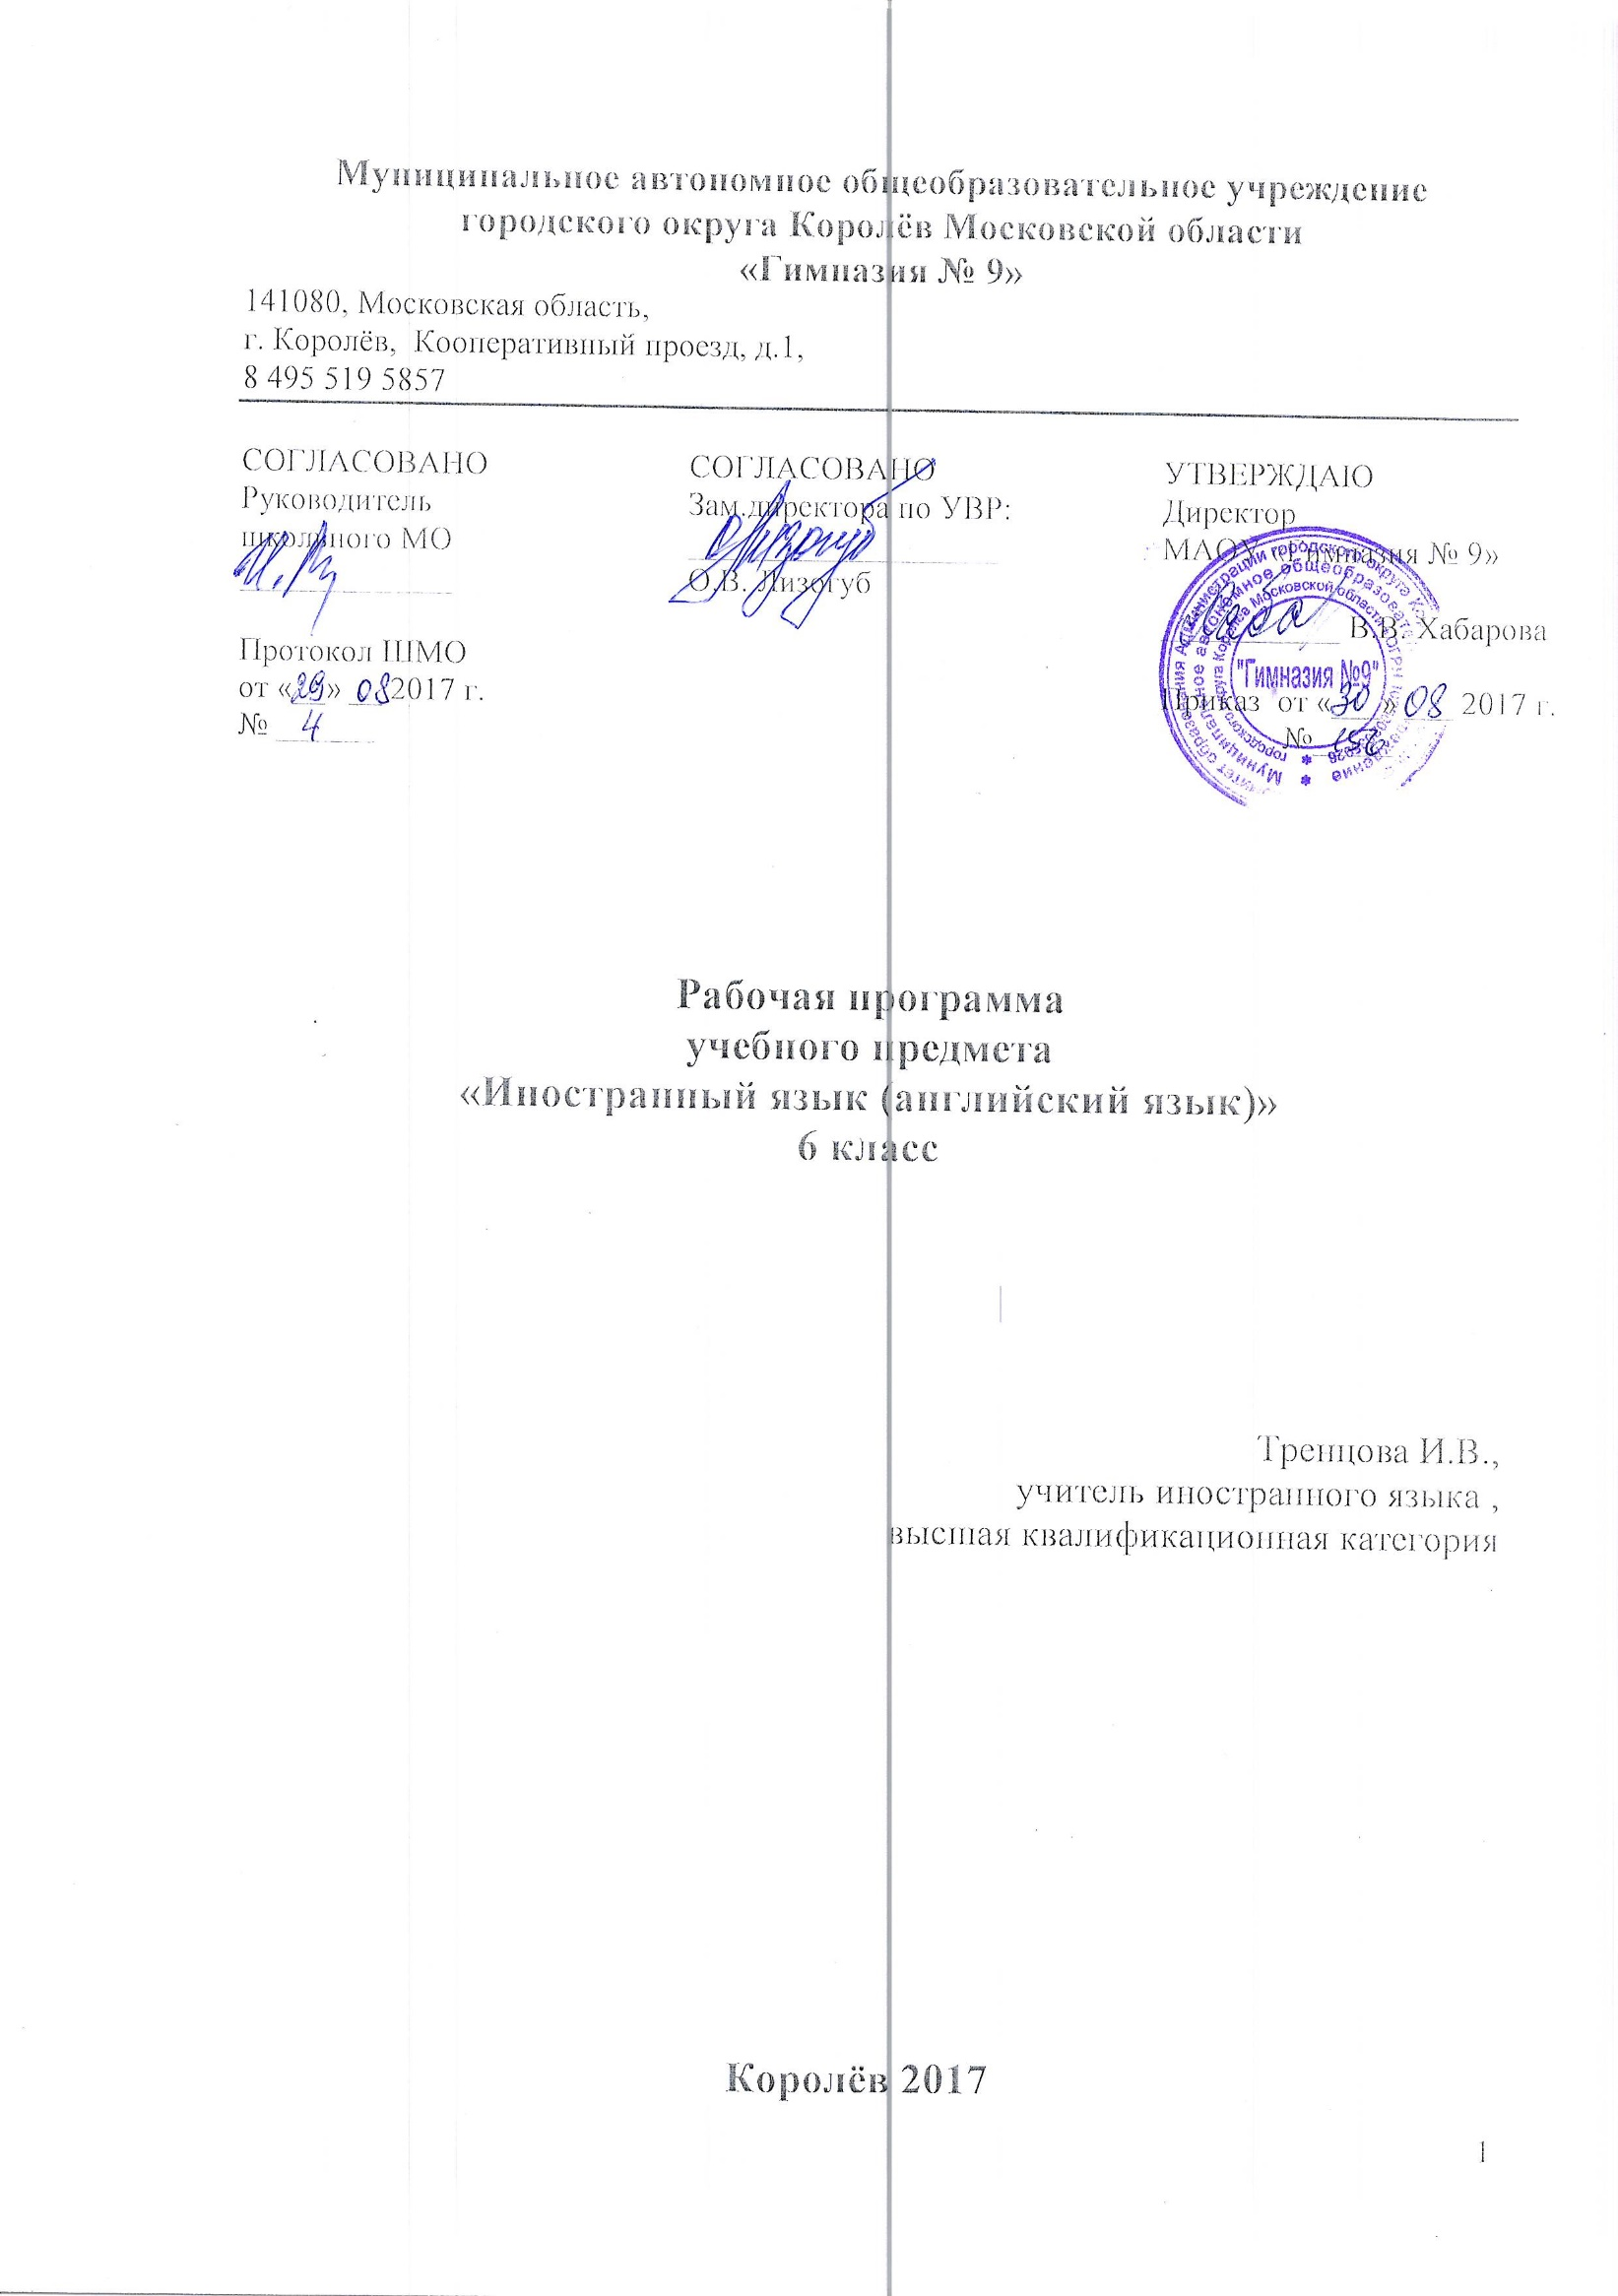 Муниципальное автономное общеобразовательное учреждение
городского округа Королёв Московской области
«Гимназия № 9»
141080, Московская область,
г. Королёв, Кооперативный проезд, д.1,
8 495 519 5857
СОГЛАСОВАНО
Руководитель
школьного МО
Протокол ШМО
от «29» 08 2017 г.
№ 4
СОГЛАСОВАНО
Зам.директора по УВР:
О.В. Лизогуб
УТВЕРЖДАЮ
Директор
МАОУ «Гимназия № 9»
В.В. Хабарова
Приказ от «30» 08 2017 г.
№ 152
"Гимназия №9"
Рабочая программа
учебного предмета
«Иностранный язык (английский язык)»
6 класс
Тренцова И.В.,
учитель иностранного языка ,
высшая квалификационная категория
Королёв 2017
1